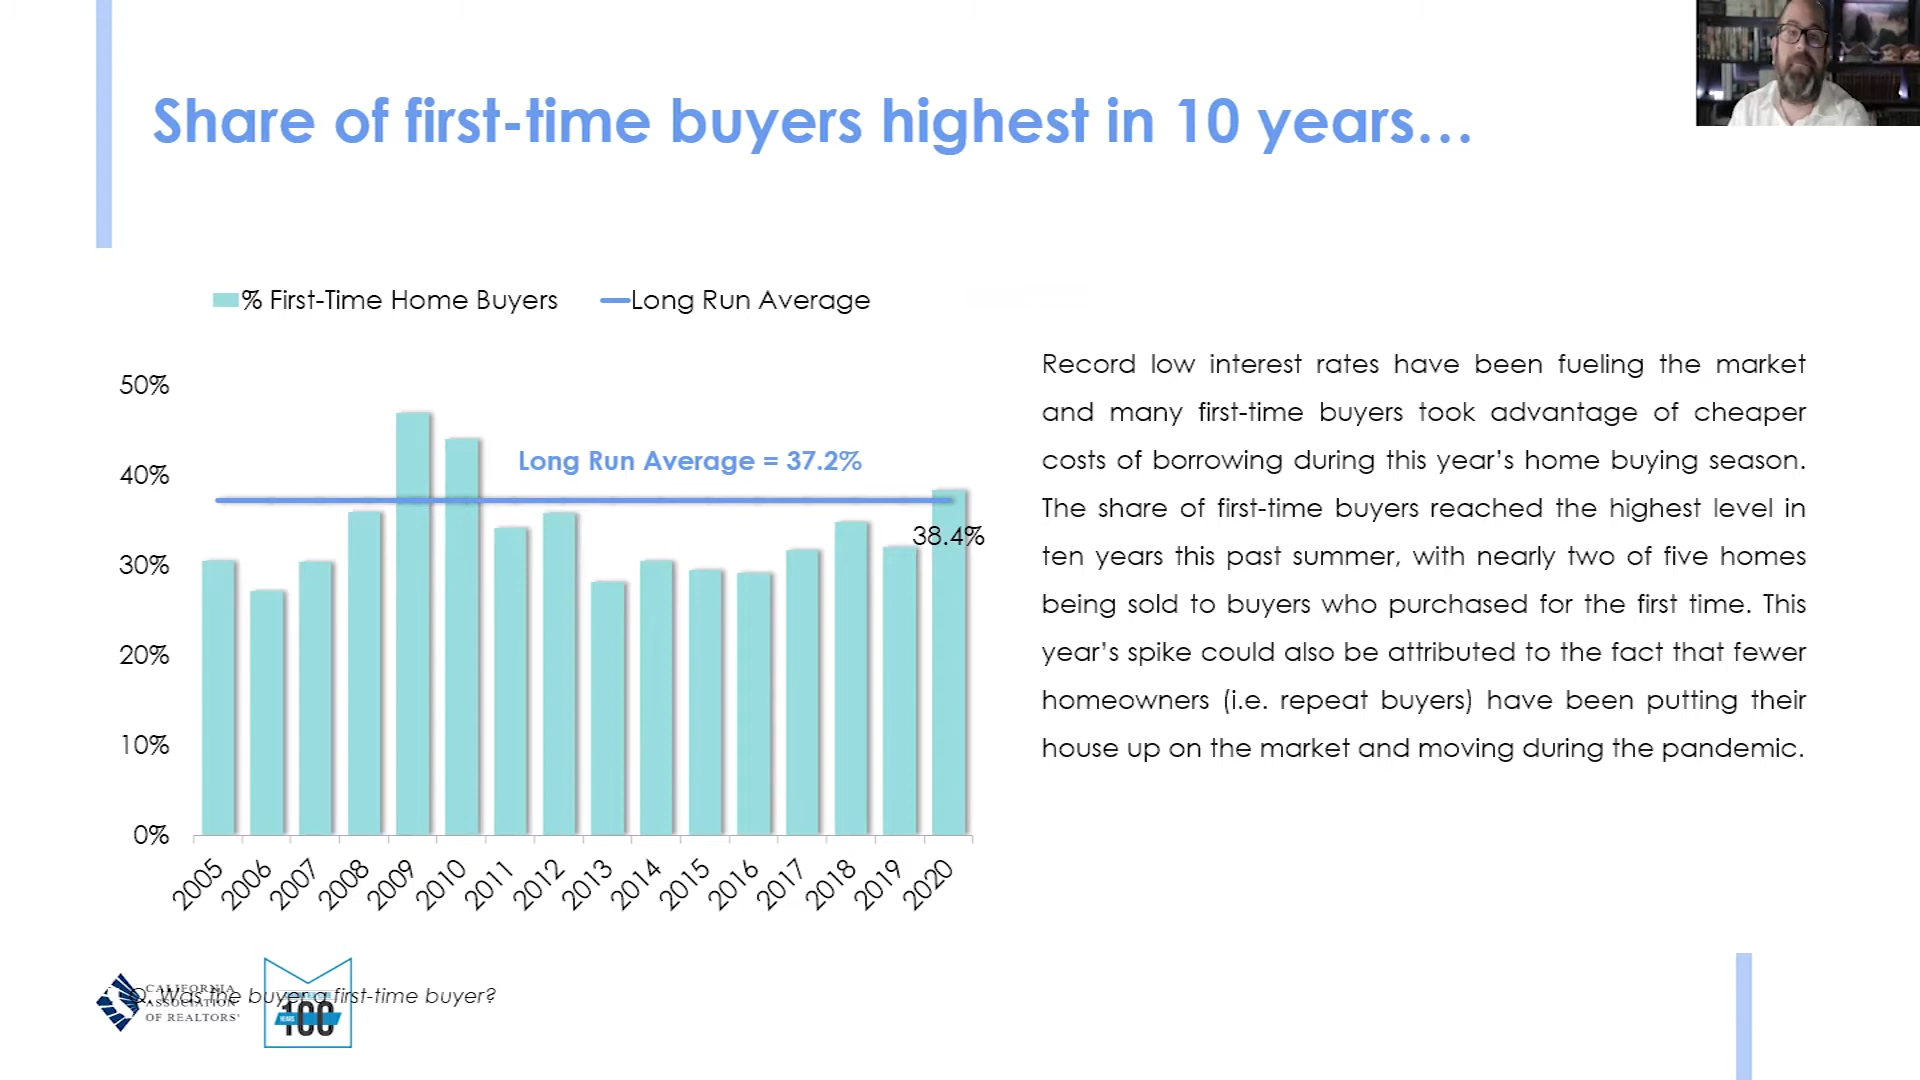 Share of first-time buyers highest in 10 years...
% First-Time Home Buyers
Long Run Average
50%
40%
30%
20%
10%
0%
Long Run Average = 37.2%
38.4%
2005
2006
2007
2008
2009
2010
2011
2012
2013
2014
2015
2016
2017
2018
2019
2020
Record low interest rates have been fueling the market
and many first-time buyers took advantage of cheaper
costs of borrowing during this year's home buying season.
The share of first-time buyers reached the highest level in
ten years this past summer, with nearly two of five homes
being sold to buyers who purchased for the first time. This
year's spike could also be attributed to the fact that fewer
homeowners (i.e. repeat buyers) have been putting their
house up on the market and moving during the pandemic.
CALIFORNIA
ASSOCIATION
OF REALTORS®
Q. Was the buyer a first-time buyer?
YEARS
100